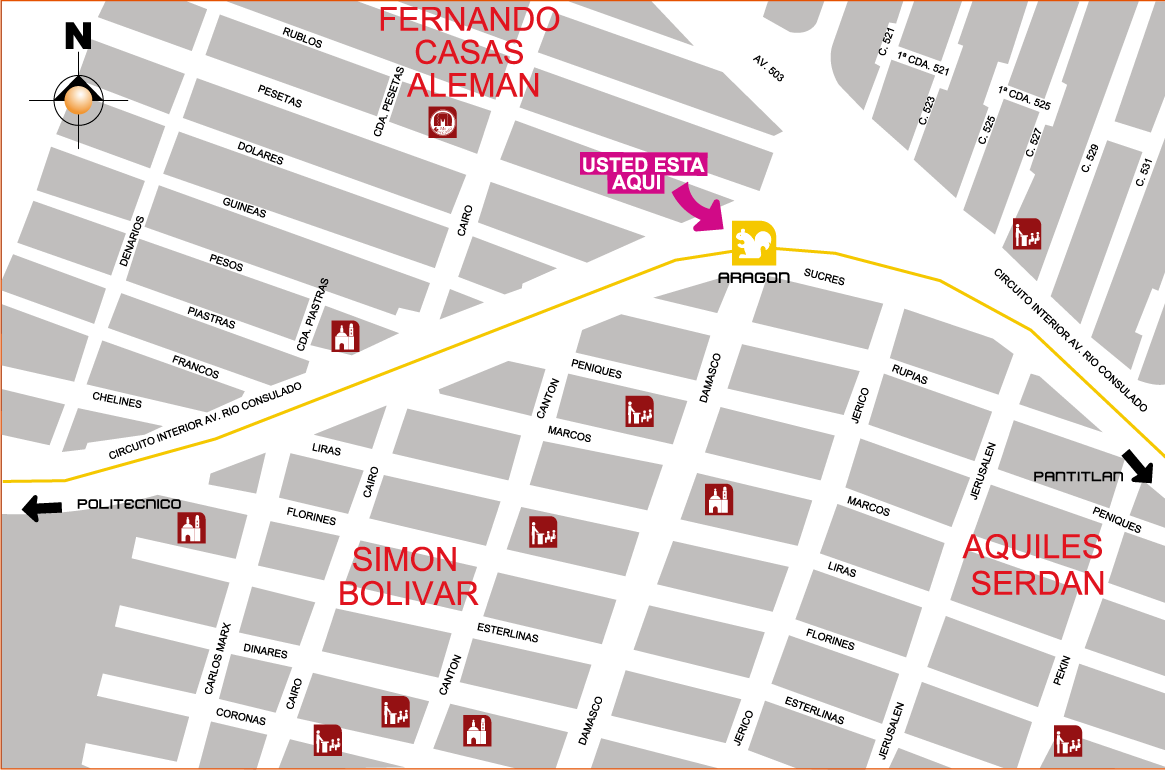 N
FERNANDO
CASAS
ALEMAN
RUBLOS
PESETAS
CDA. PESETAS
DOLARES
GUINEAS
PESOS
PIASTRAS
CDA. PIASTRAS
FRANCOS
CHELINES
DENARIOS
CAIRO
AV. 503
C. 521
1ª CDA. 521
C. 523
C. 525
1ª CDA. 525
C. 527
C. 529
C. 531
USTED ESTA
AQUI
ARAGON
SUCRES
CIRCUITO INTERIOR AV. RIO CONSULADO
CIRCUITO INTERIOR AV. RIO CONSULADO
POLITECNICO
PANTITLAN
PENIQUES
CANTON
DAMASCO
MARCOS
JERICO
RUPIAS
JERUSALEN
LIRAS
CAIRO
FLORINES
MARCOS
PENIQUES
SIMON
BOLIVAR
AQUILES
SERDAN
LIRAS
ESTERLINAS
FLORINES
CARLOS MARX
DINARES
CAIRO
CANTON
PEKIN
CORONAS
DAMASCO
JERICO
ESTERLINAS
JERUSALEN